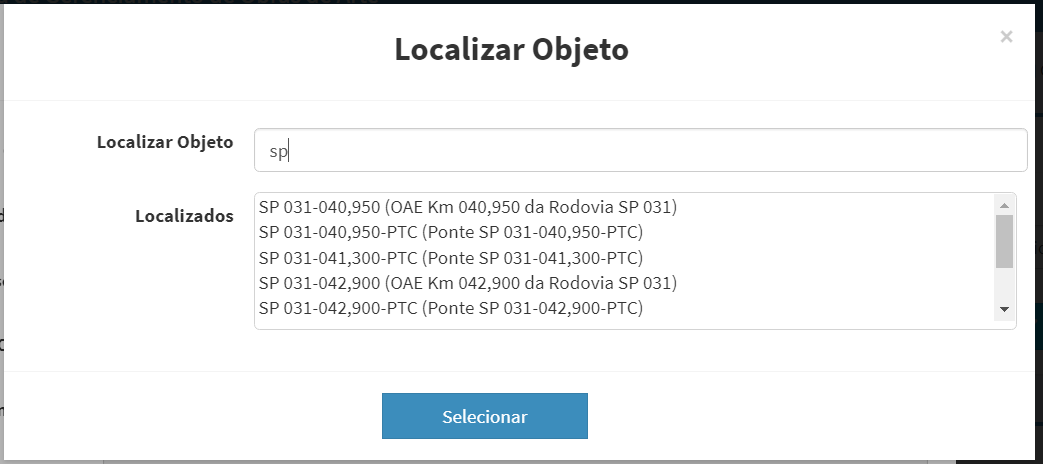 Localizar Objeto
×
Localizar Objeto
sp
Localizados
SP 031-040,950 (OAE Km 040,950 da Rodovia SP 031)
SP 031-040,950-PTC (Ponte SP 031-040,950-PTC)
SP 031-041,300-PTC (Ponte SP 031-041,300-PTC)
SP 031-042,900 (OAE Km 042,900 da Rodovia SP 031)
SP 031-042,900-PTC (Ponte SP 031-042,900-PTC)
Selecionar